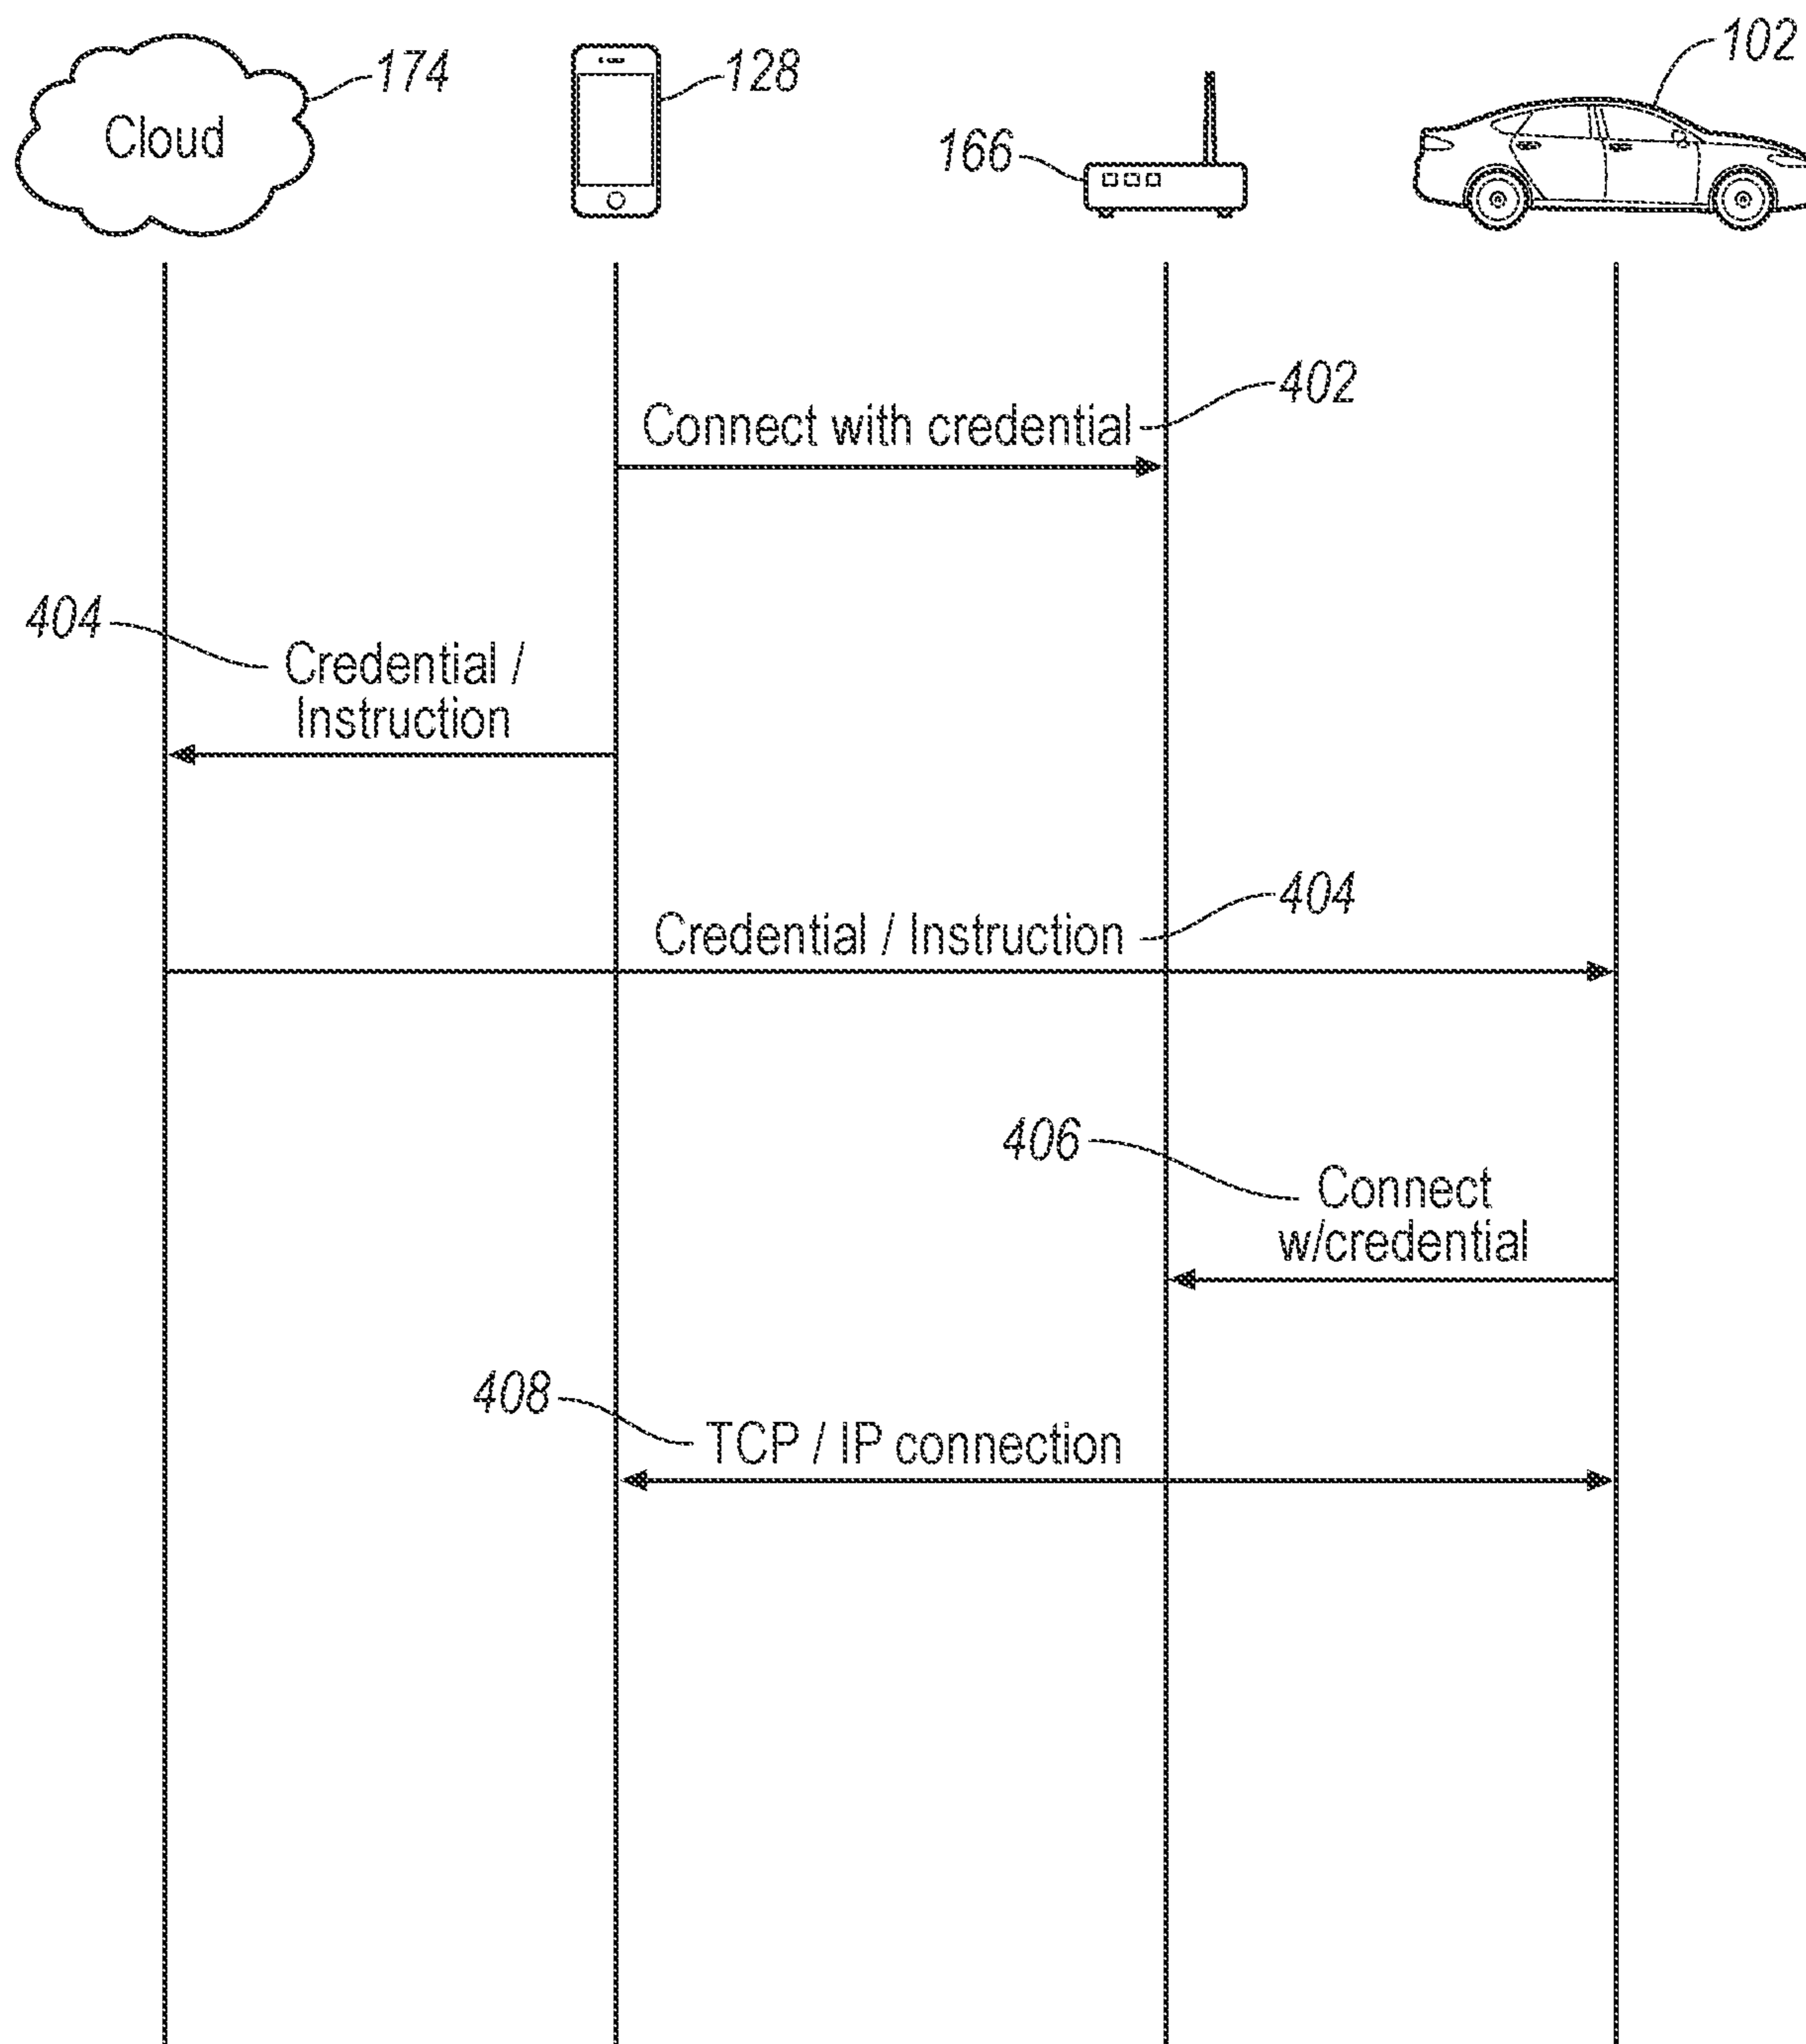 174
128
102
Cloud
166
402
Connect with credential
404
Credential /
Instruction
404
Credential / Instruction
406
Connect
w/credential
408
TCP / IP connection